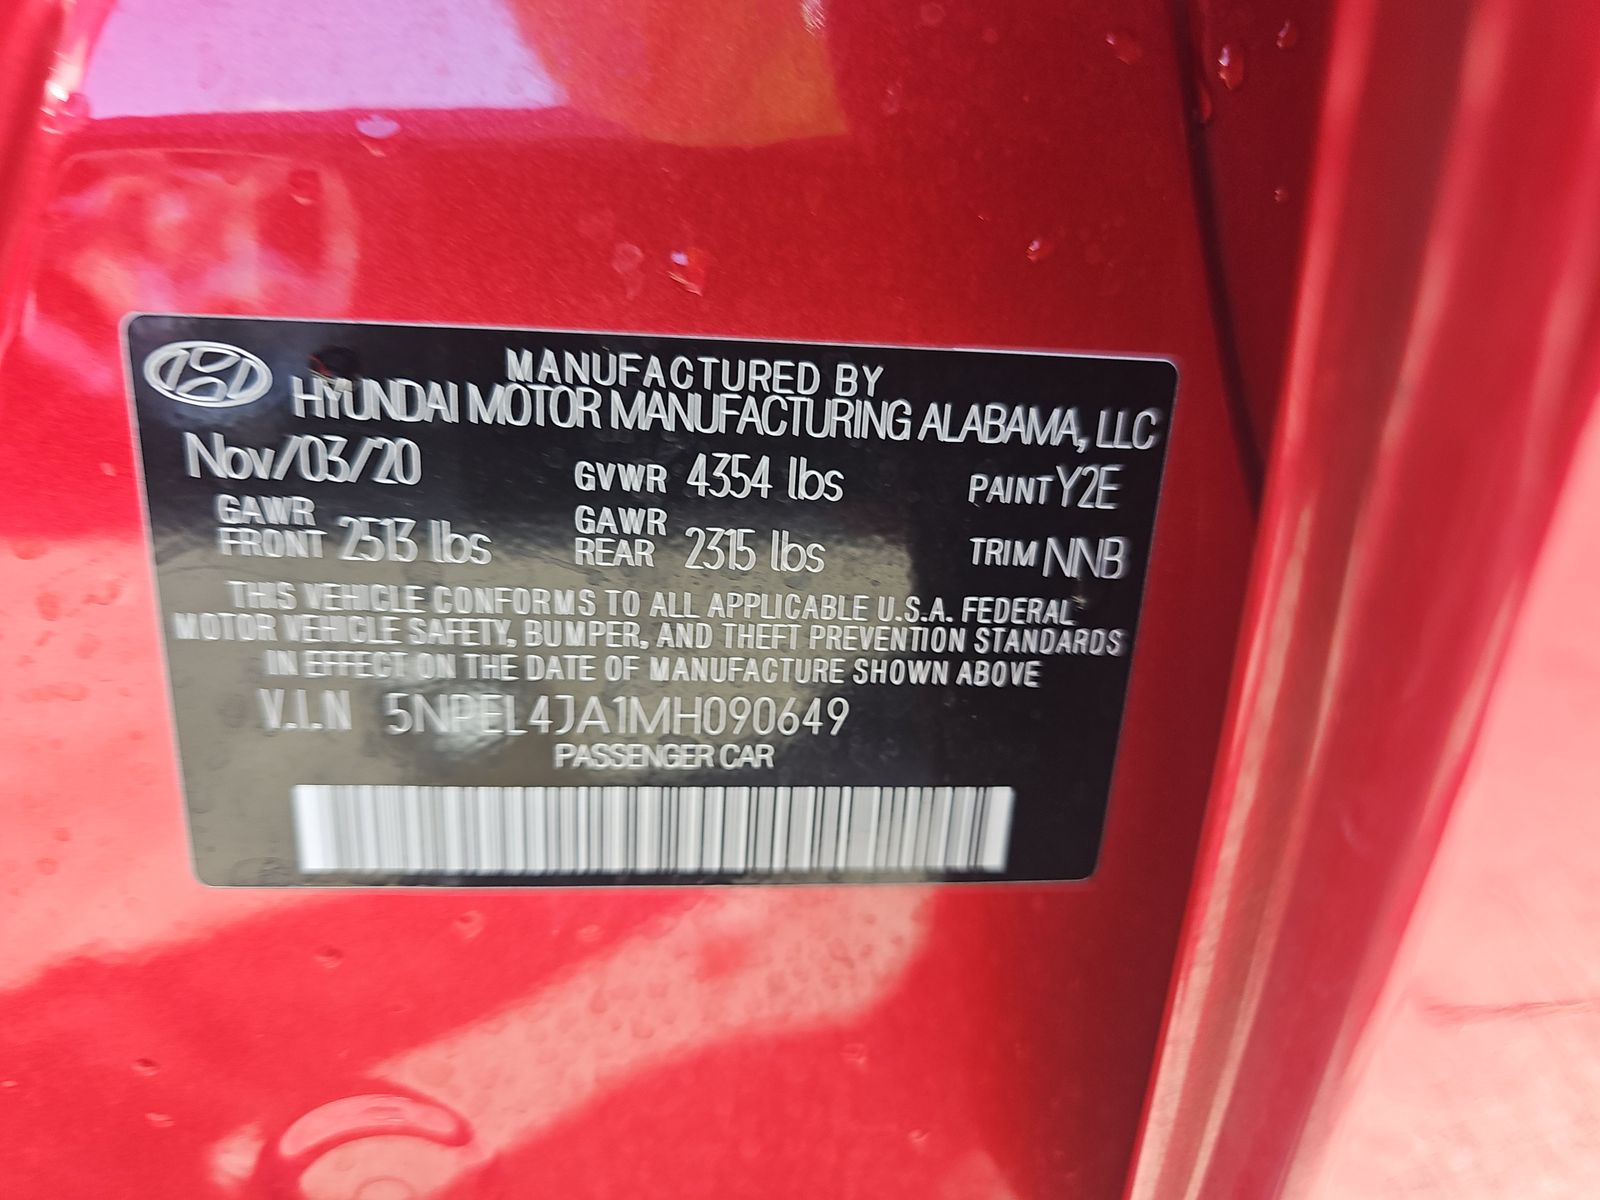 MANUFACTURED BY
HYUNDAI MOTOR MANUFACTURING ALABAMA, LLC
Nov/03/20 GVWR 4354 lbs PAINT Y2E
GAWR FRONT 2513 lbs GAWR REAR 2315 lbs TRIM NNB
THIS VEHICLE CONFORMS TO ALL APPLICABLE U.S.A. FEDERAL
MOTOR VEHICLE SAFETY, BUMPER, AND THEFT PREVENTION STANDARDS
IN EFFECT ON THE DATE OF MANUFACTURE SHOWN ABOVE
V.I.N 5NPEL4JA1MH090649
PASSENGER CAR